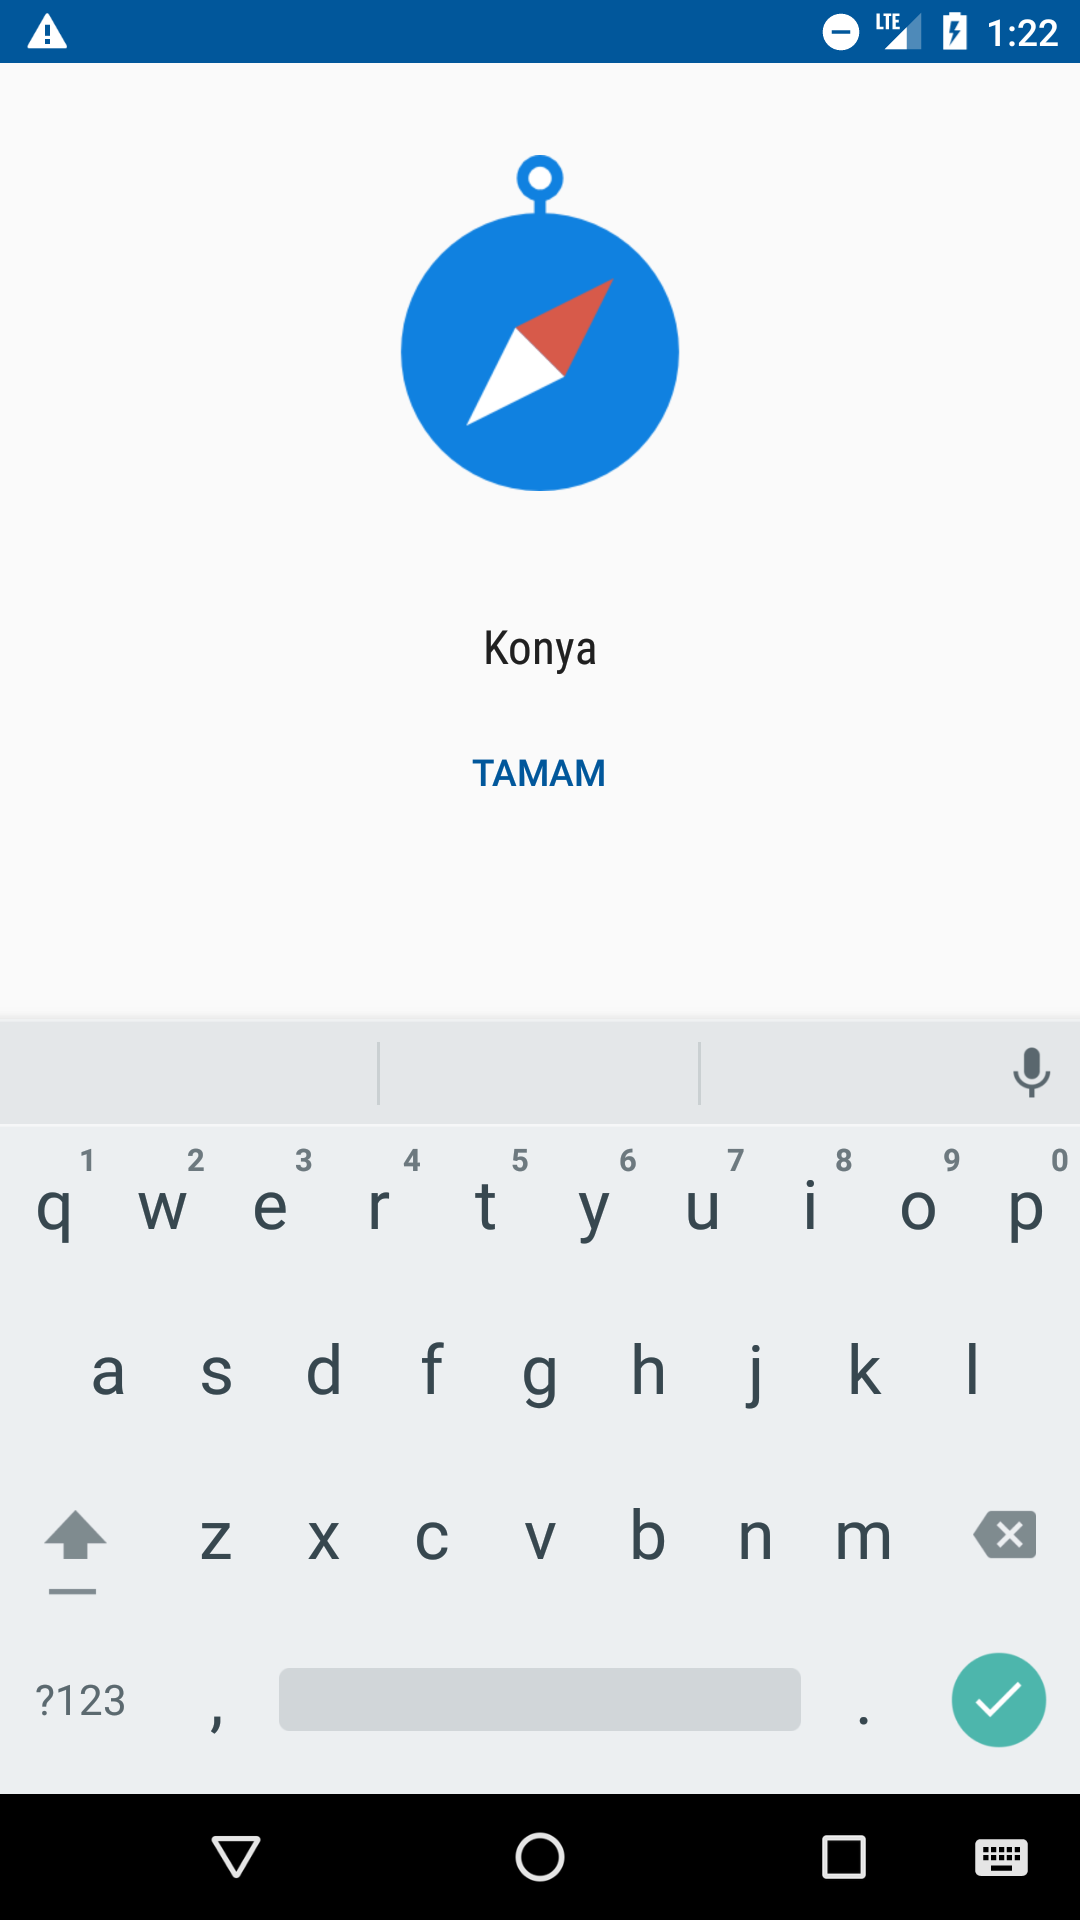 LTE 1:22
Konya
TAMAM
1 2 3 4 5 6 7 8 9 0
q w e r t y u i o p
a s d f g h j k l
z x c v b n m
?123 , .